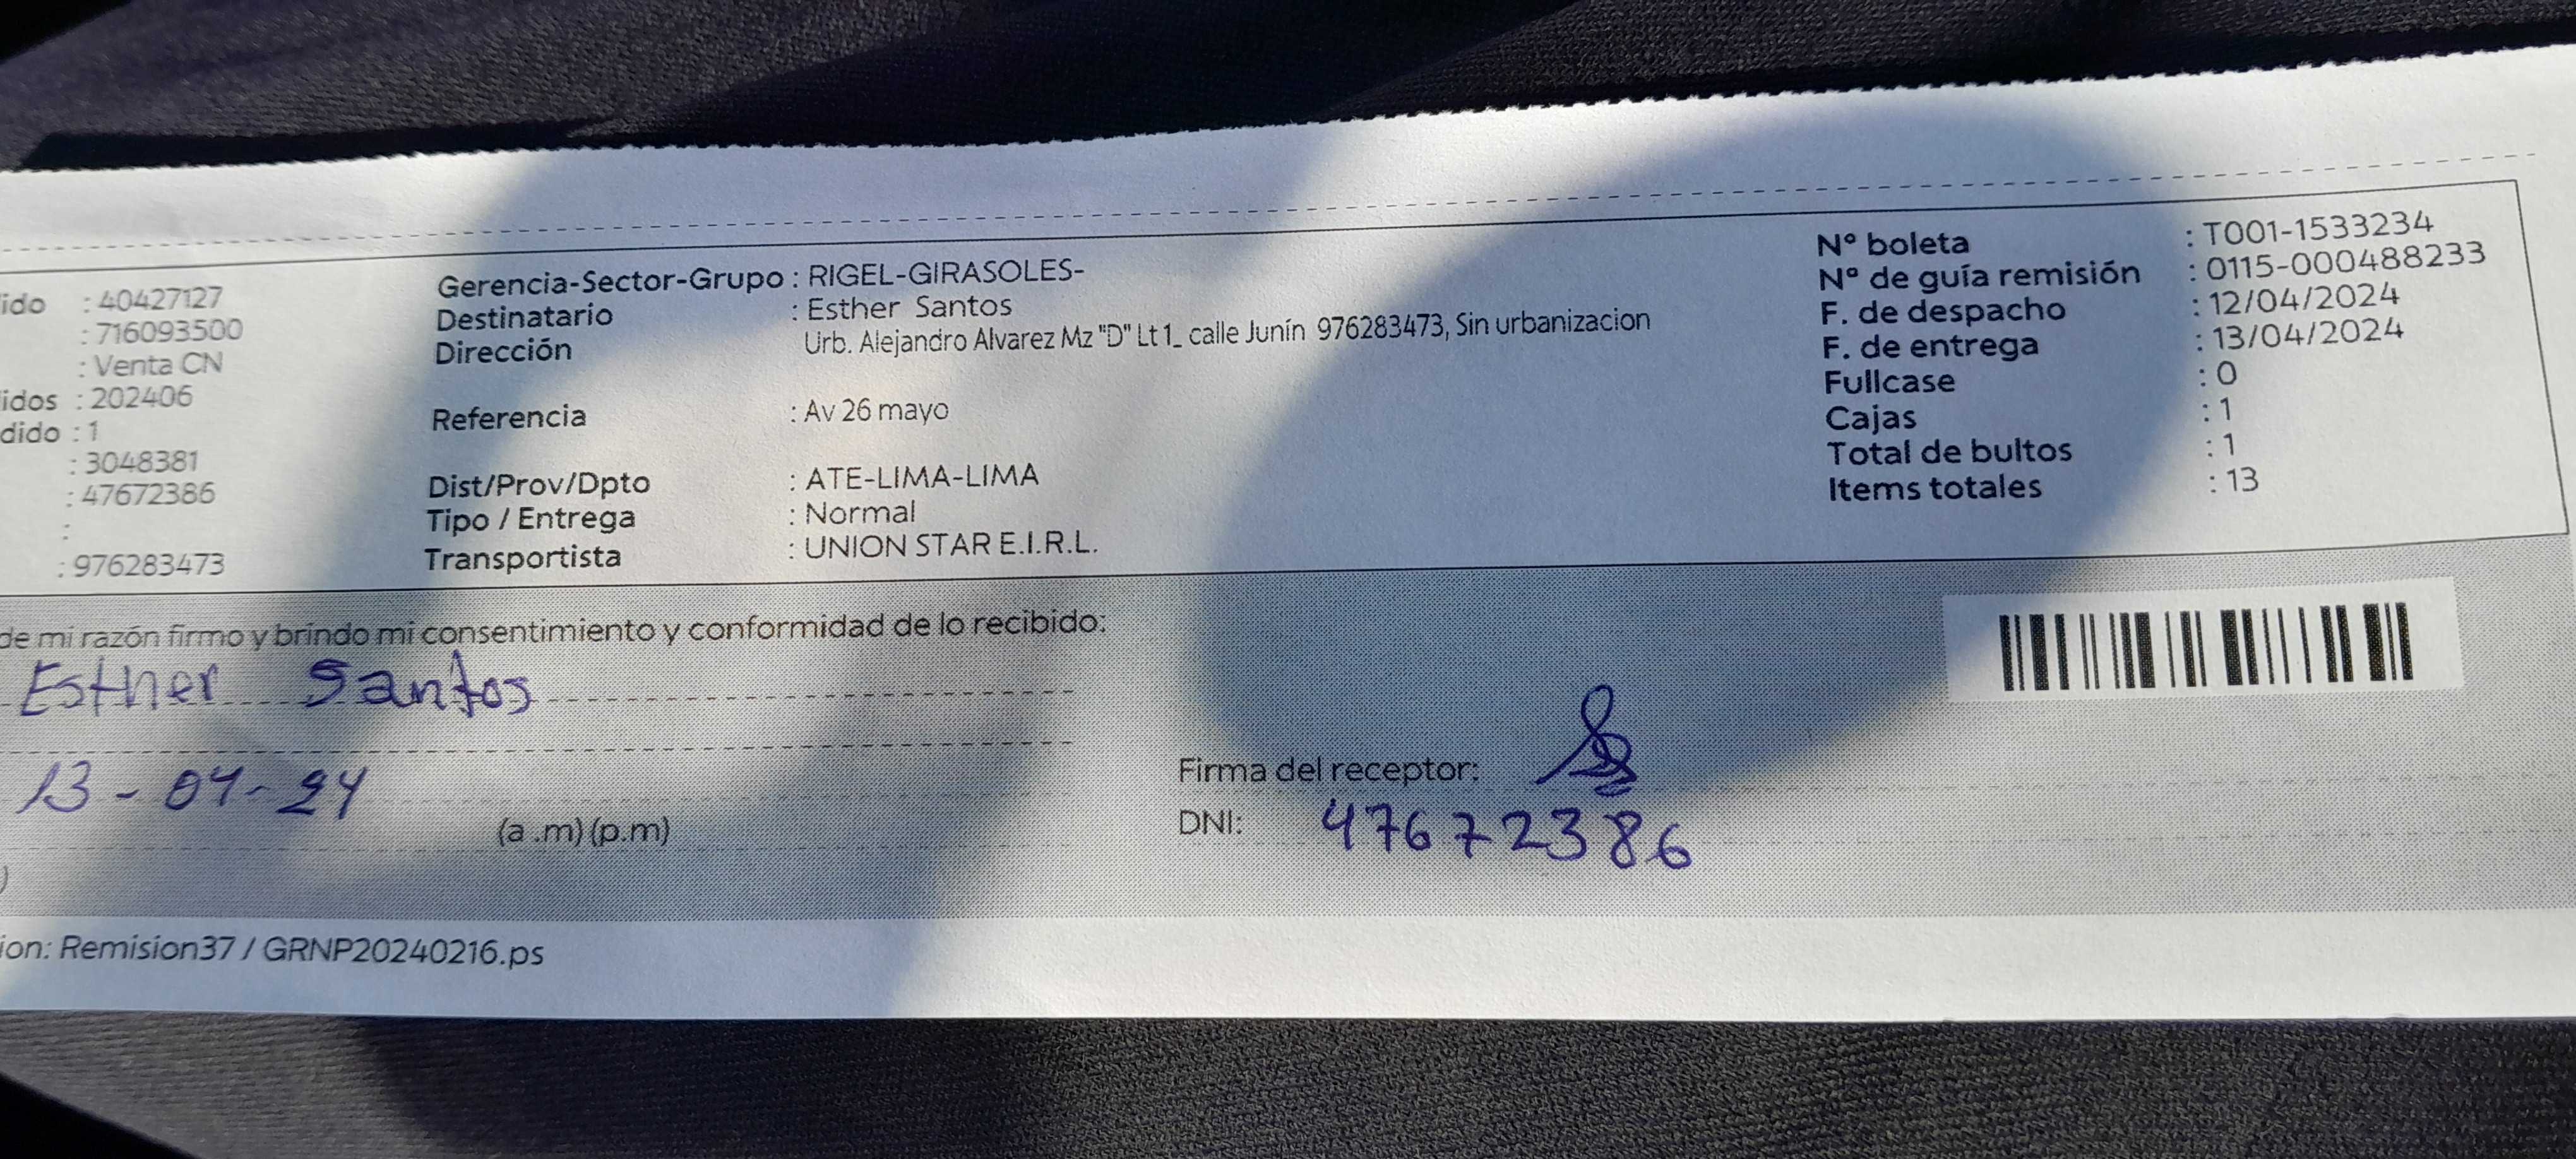 ido : 40427127
: 716093500
: Venta CN
idos : 202406
dido : 1
: 3048381
: 47672386
:
: 976283473
Gerencia-Sector-Grupo : RIGEL-GIRASOLES-
Destinatario : Esther Santos
Dirección Urb. Alejandro Alvarez Mz "D" Lt 1_ calle Junín 976283473, Sin urbanizacion
Referencia : Av 26 mayo
Dist/Prov/Dpto : ATE-LIMA-LIMA
Tipo / Entrega : Normal
Transportista : UNION STAR E.I.R.L.
N° boleta : T001-1533234
N° de guía remisión : 0115-000488233
F. de despacho : 12/04/2024
F. de entrega : 13/04/2024
Fullcase : 0
Cajas : 1
Total de bultos : 1
Items totales : 13
de mi razón firmo y brindo mi consentimiento y conformidad de lo recibido:
Esther Santos
13-04-24
(a .m) (p.m)
)
Firma del receptor:
DNI: 47672386
ion: Remision37 / GRNP20240216.ps